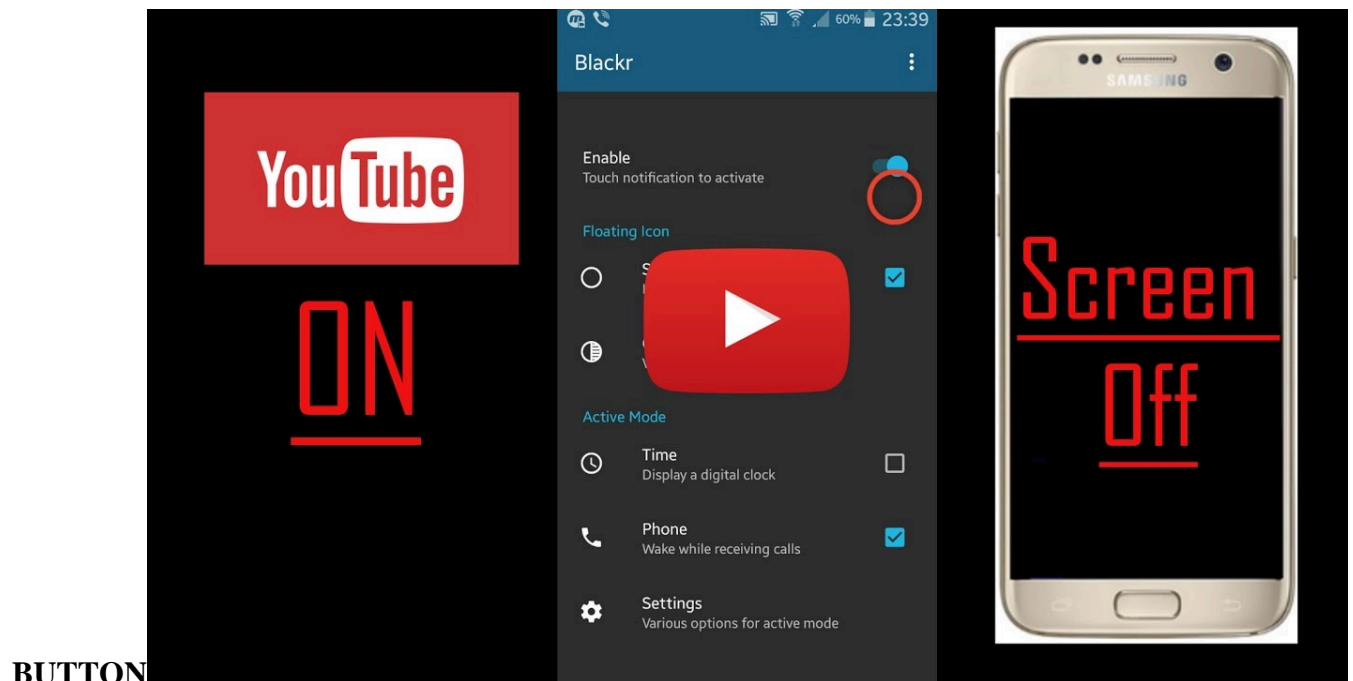 YouTube
ON
60% 23:39
Blackr
Enable
Touch notification to activate
Floating Icon
Active Mode
Time
Display a digital clock
Phone
Wake while receiving calls
Settings
Various options for active mode
SAMSUNG
Screen
Off
BUTTON